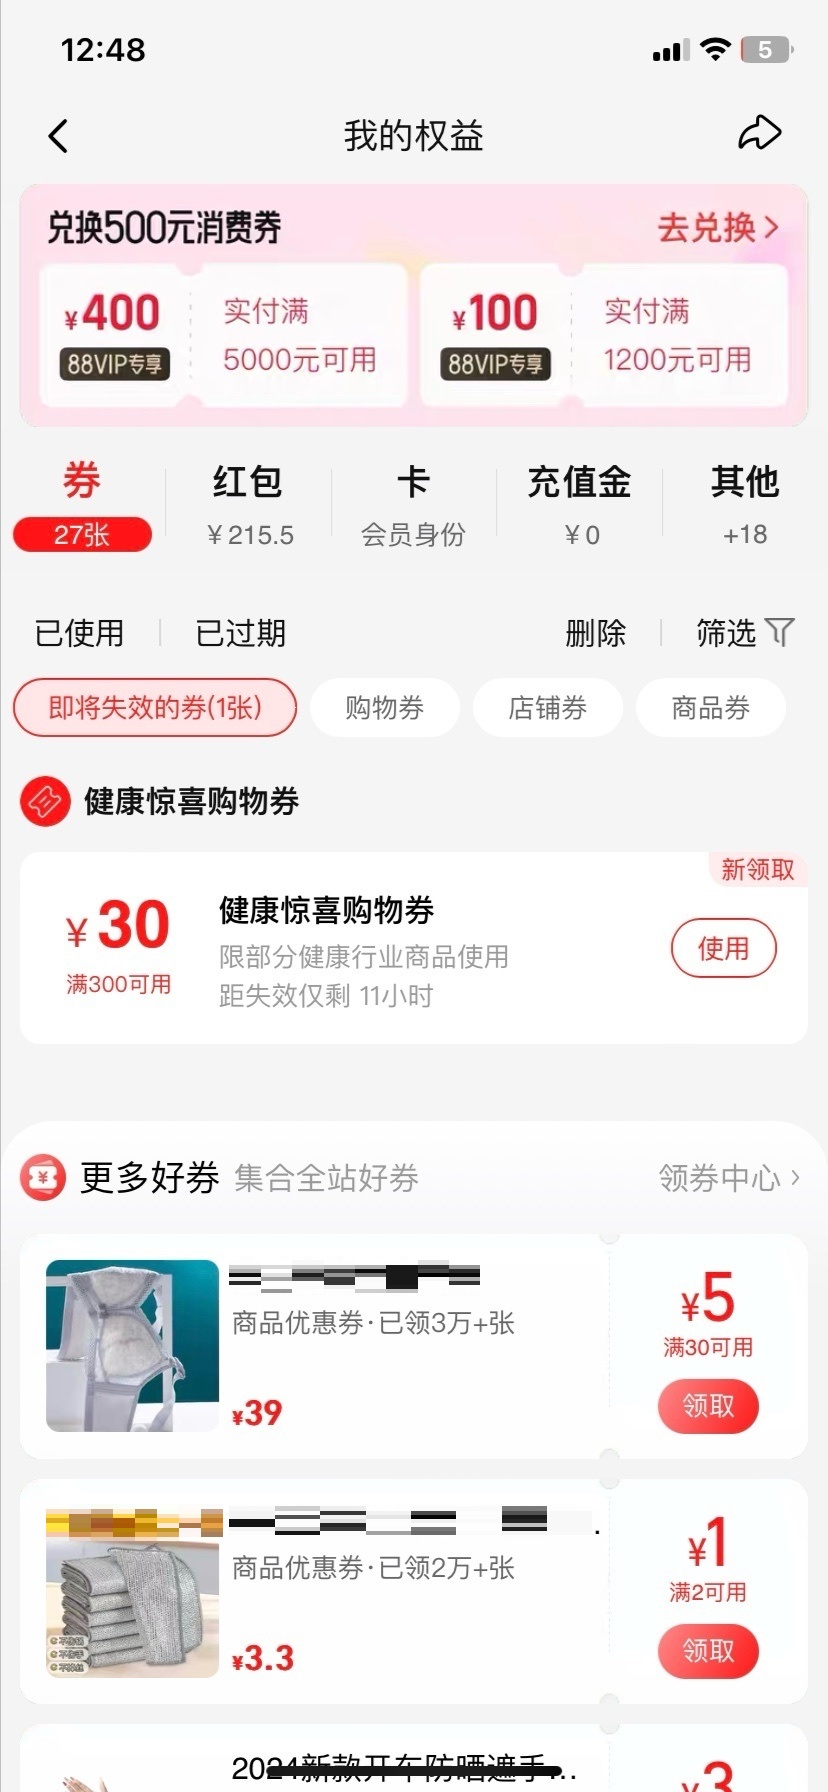 12:48
5
我的权益
兑换500元消费券
去兑换
¥400
实付满
88VIP专享
5000元可用
¥100
实付满
88VIP专享
1200元可用
券 红包 卡 充值金 其他
27张 ¥215.5 会员身份 ¥0 +18
已使用 已过期 删除 筛选
即将失效的券(1张) 购物券 店铺券 商品券
健康惊喜购物券
新领取
¥30
满300可用
健康惊喜购物券
限部分健康行业商品使用
距失效仅剩 11小时
使用
更多好券 集合全站好券 领券中心
商品优惠券·已领3万+张
¥39
¥5
满30可用
领取
商品优惠券·已领2万+张
¥3.3
¥1
满2可用
领取
2024新款开车防晒遮手...
¥3